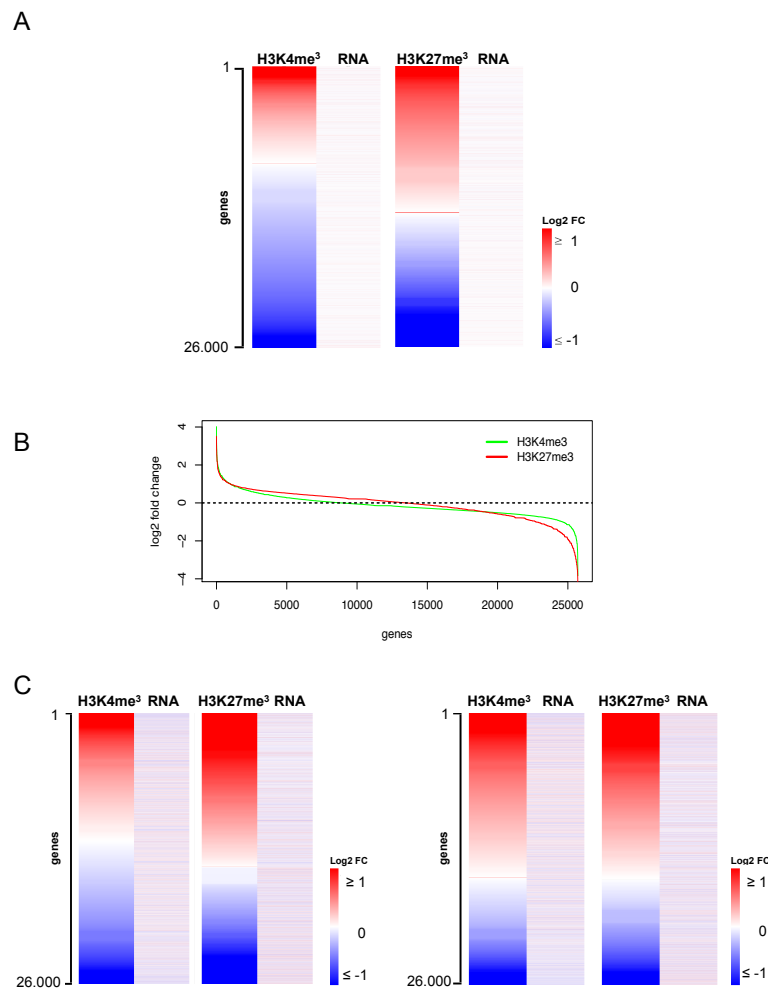 A
H3K4me³ RNA H3K27me³ RNA
1
genes
26.000
Log2 FC
≥ 1
0
≤ -1
B
log2 fold change
4
2
0
−2
−4
H3K4me3
H3K27me3
0 5000 10000 15000 20000 25000
genes
C
H3K4me³ RNA H3K27me³ RNA
1
genes
26.000
Log2 FC
≥ 1
0
≤ -1
H3K4me³ RNA H3K27me³ RNA
1
genes
26.000
Log2 FC
≥ 1
0
≤ -1